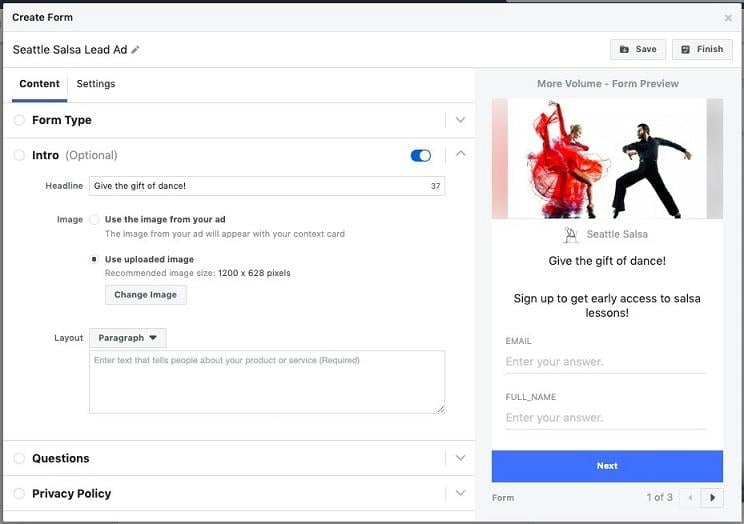 Create Form
Seattle Salsa Lead Ad
Save
Finish
Content
Settings
Form Type
Intro (Optional)
Headline
Give the gift of dance!
37
Image
Use the image from your ad
The image from your ad will appear with your context card
Use uploaded image
Recommended image size: 1200 x 628 pixels
Change Image
Layout
Paragraph
Enter text that tells people about your product or service (Required)
Questions
Privacy Policy
More Volume - Form Preview
Seattle Salsa
Give the gift of dance!
Sign up to get early access to salsa
lessons!
EMAIL
Enter your answer.
FULL_NAME
Enter your answer.
Next
Form
1 of 3